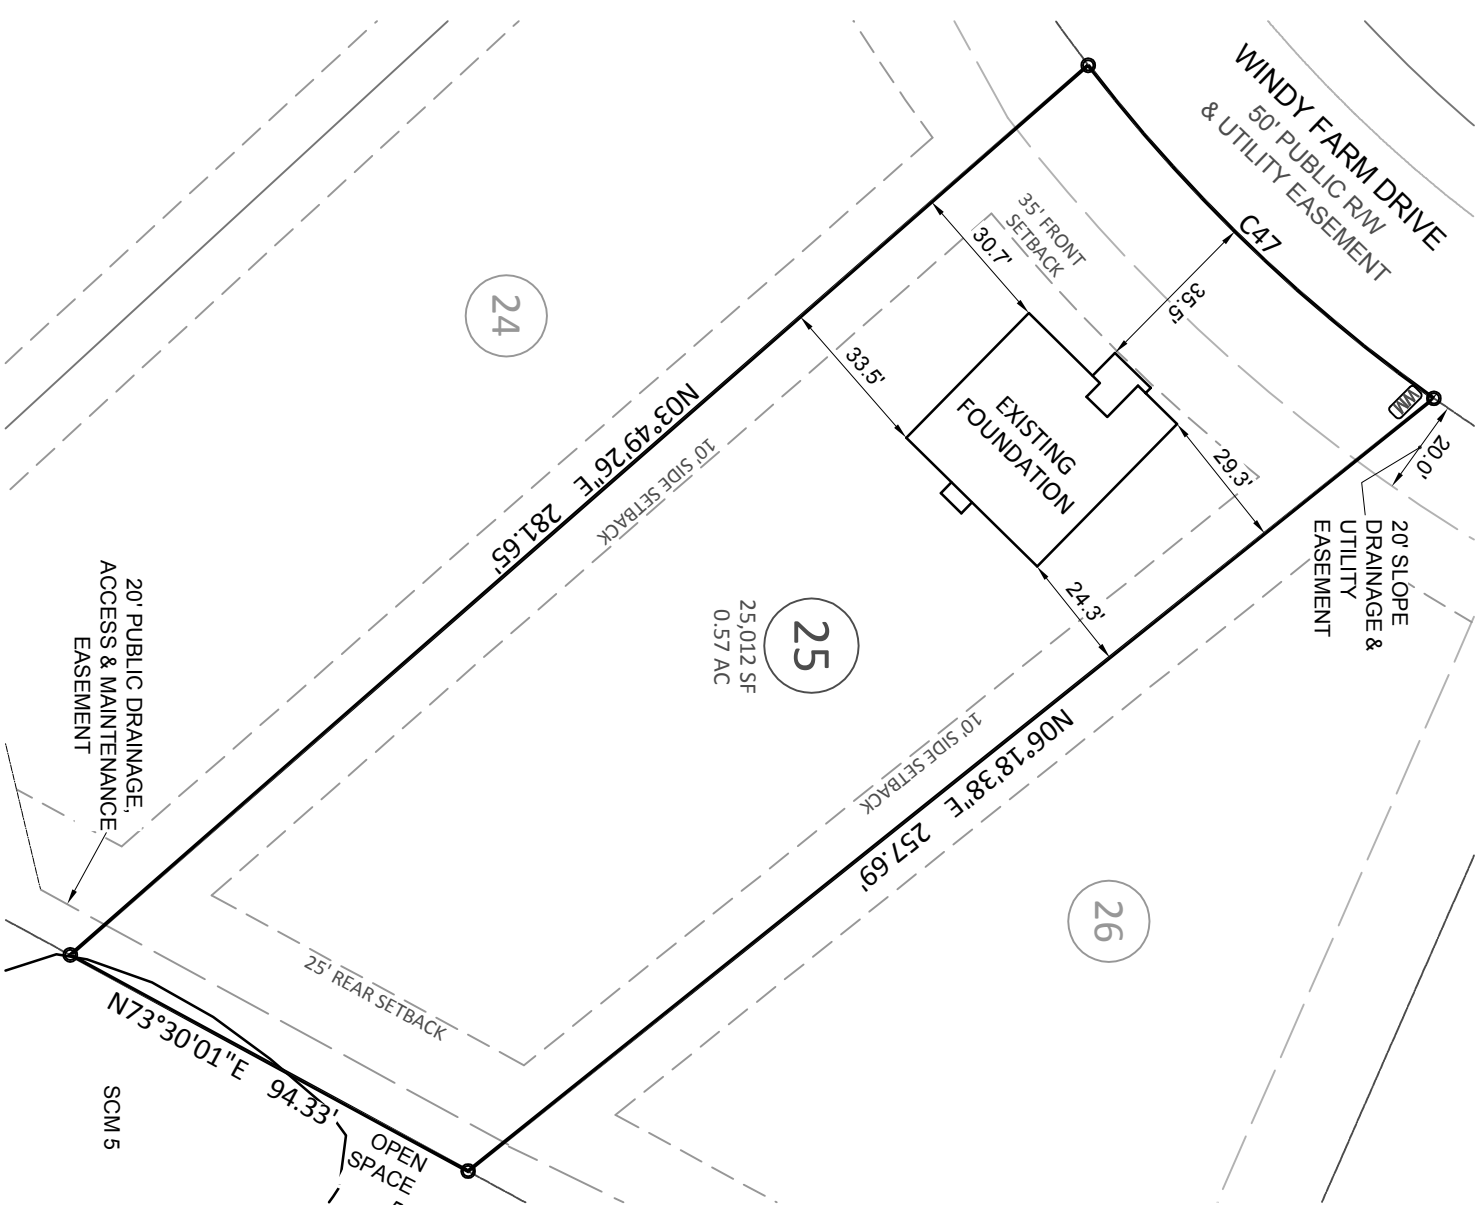 WINDY FARM DRIVE
50' PUBLIC R/W
& UTILITY EASEMENT
C47
35' FRONT
SETBACK
30.7'
35.5'
33.5'
29.3'
24.3'
20.0'
WM
EXISTING
FOUNDATION
20' SLOPE
DRAINAGE &
UTILITY
EASEMENT
24
N03°49'26"E 281.65'
10' SIDE SETBACK
25
25,012 SF
0.57 AC
10' SIDE SETBACK
N06°18'38"E 257.69'
26
20' PUBLIC DRAINAGE,
ACCESS & MAINTENANCE
EASEMENT
25' REAR SETBACK
N73°30'01"E 94.33'
SCM 5
OPEN
SPACE